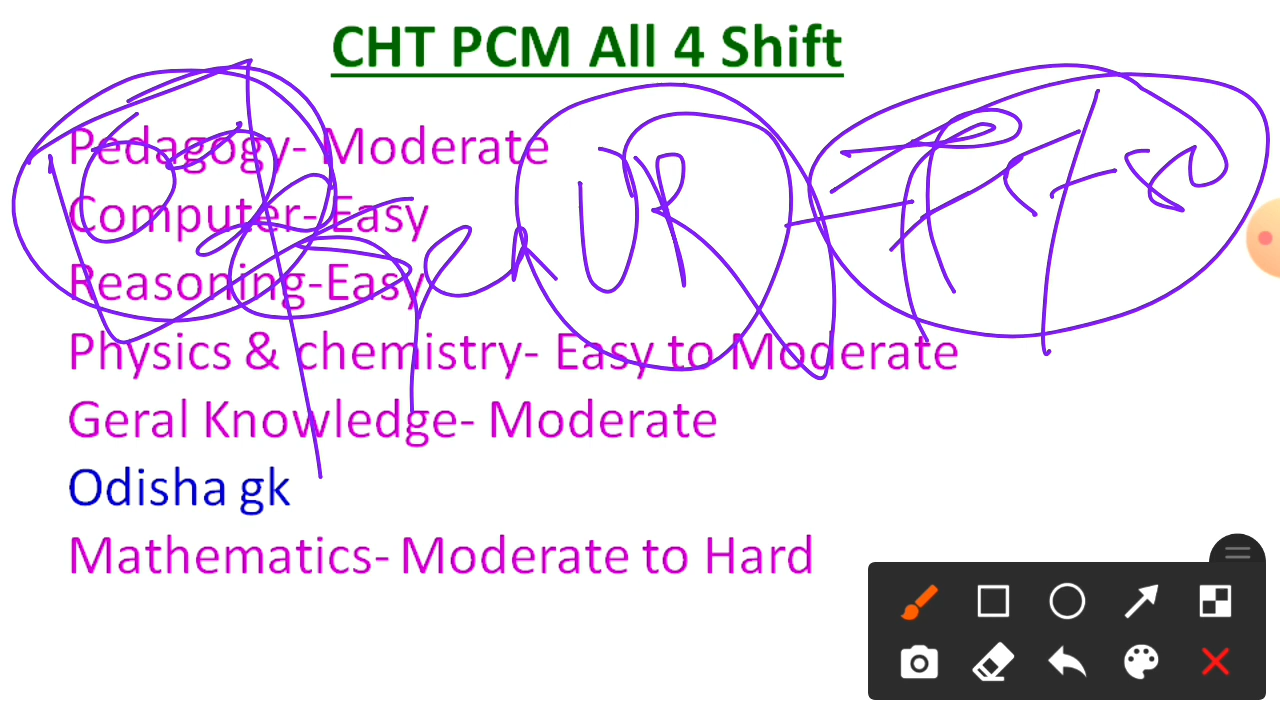 CHT PCM All 4 Shift
Pedagogy- Moderate
Computer- Easy
Reasoning-Easy
Physics & chemistry- Easy to Moderate
Geral Knowledge- Moderate
Odisha gk
Mathematics- Moderate to Hard
UR